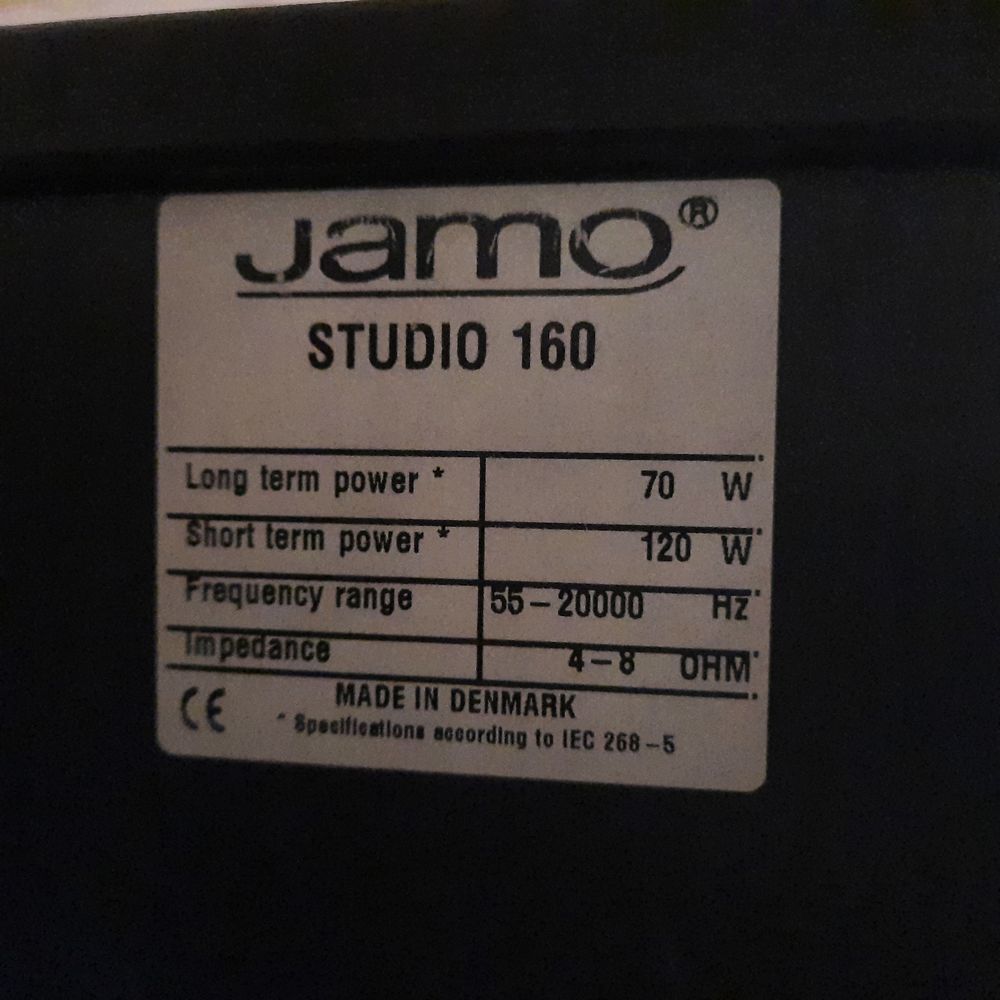 Jamo®
STUDIO 160
Long term power * 70 W
Short term power * 120 W
Frequency range 55-20000 Hz
Impedance 4-8 OHM
CE MADE IN DENMARK
* Specifications according to IEC 268-5